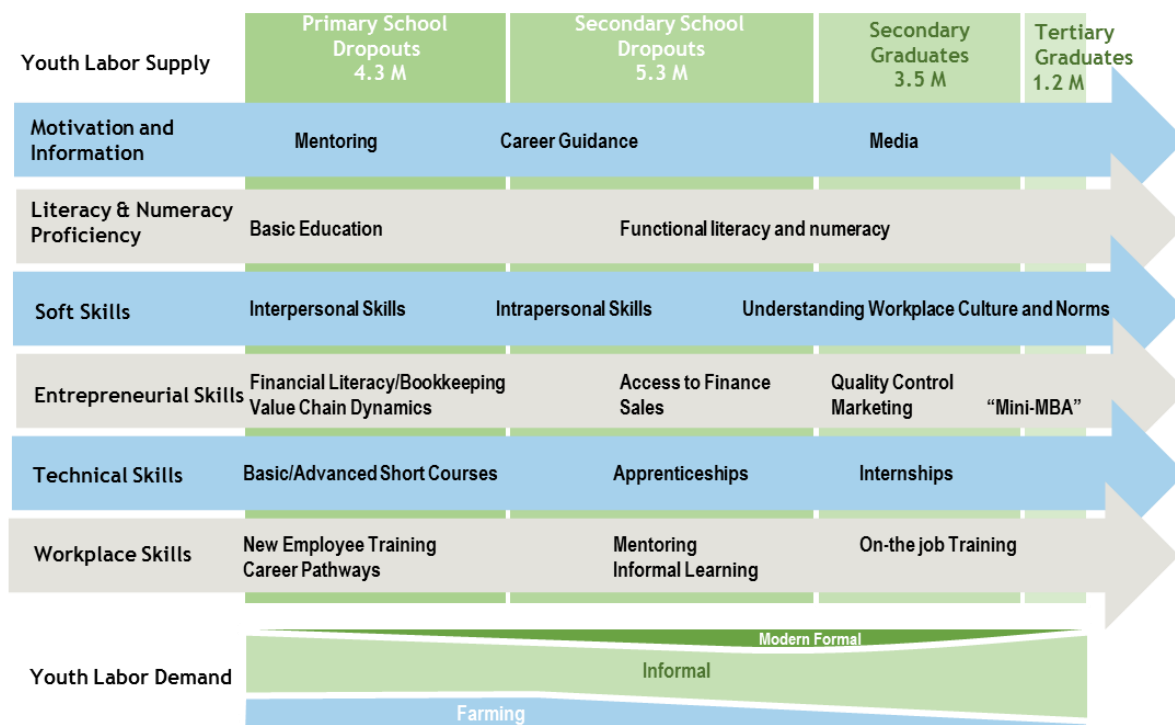 Youth Labor Supply
Primary School
Dropouts
4.3 M
Secondary School
Dropouts
5.3 M
Secondary
Graduates
3.5 M
Tertiary
Graduates
1.2 M
Motivation and
Information
Mentoring
Career Guidance
Media
Literacy & Numeracy
Proficiency
Basic Education
Functional literacy and numeracy
Soft Skills
Interpersonal Skills
Intrapersonal Skills
Understanding Workplace Culture and Norms
Entrepreneurial Skills
Financial Literacy/Bookkeeping
Value Chain Dynamics
Access to Finance
Sales
Quality Control
Marketing
“Mini-MBA”
Technical Skills
Basic/Advanced Short Courses
Apprenticeships
Internships
Workplace Skills
New Employee Training
Career Pathways
Mentoring
Informal Learning
On-the job Training
Youth Labor Demand
Modern Formal
Informal
Farming